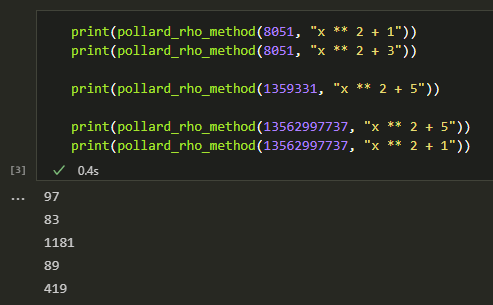 print(pollard_rho_method(8051, "x ** 2 + 1"))
print(pollard_rho_method(8051, "x ** 2 + 3"))
print(pollard_rho_method(1359331, "x ** 2 + 5"))
print(pollard_rho_method(13562997737, "x ** 2 + 5"))
print(pollard_rho_method(13562997737, "x ** 2 + 1"))
[3] ✓ 0.4s
... 97
83
1181
89
419